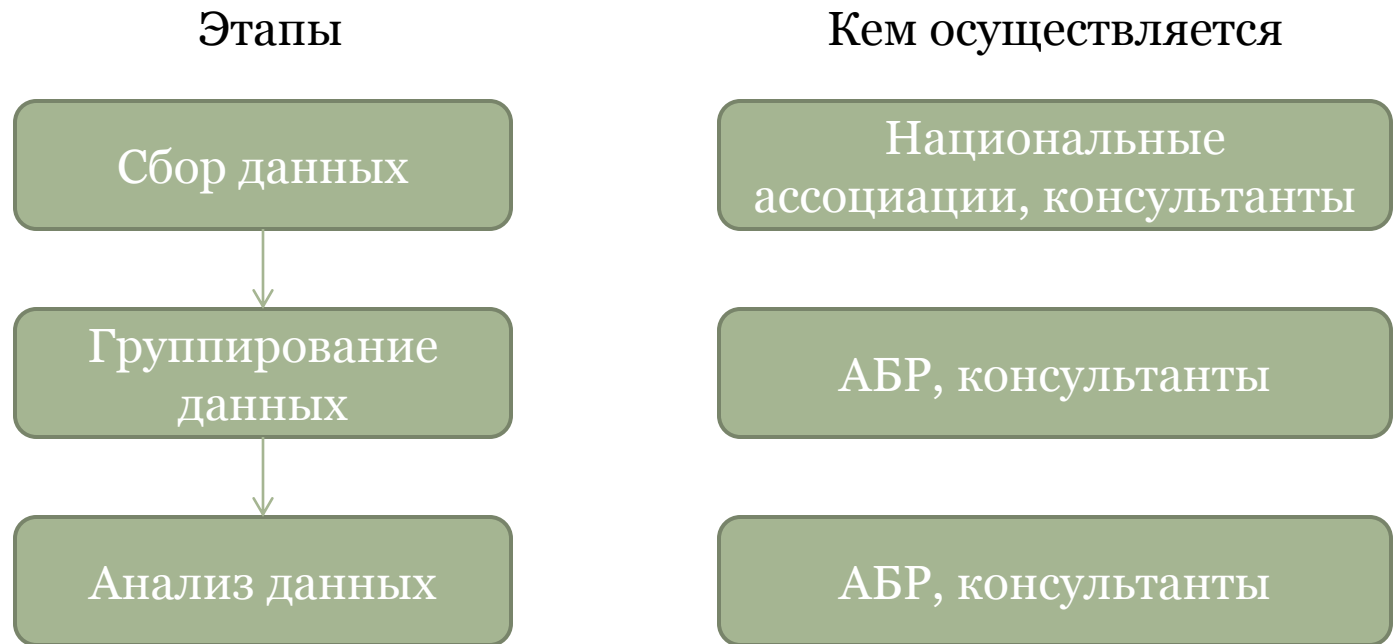 Этапы
Кем осуществляется
Сбор данных
Национальные
ассоциации, консультанты
Группирование
данных
АБР, консультанты
Анализ данных
АБР, консультанты